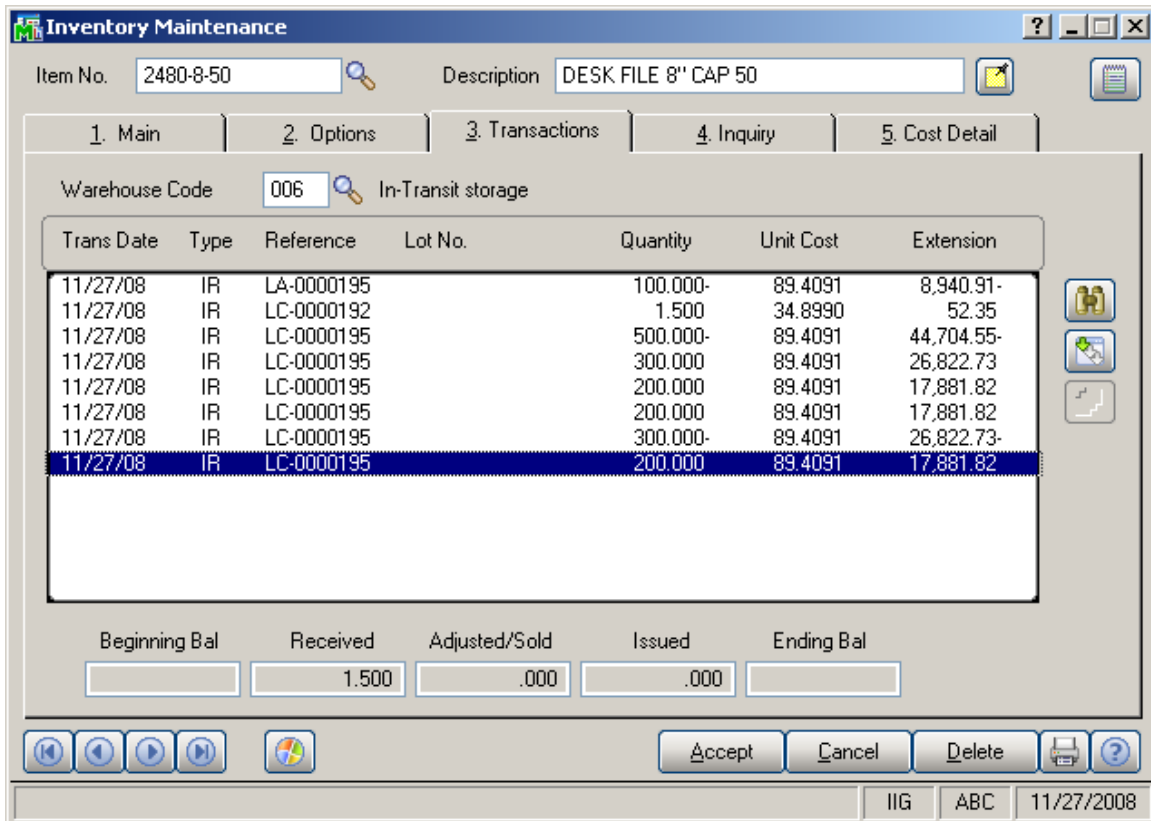 Inventory Maintenance
Item No. 2480-8-50 Description DESK FILE 8" CAP 50
1. Main 2. Options 3. Transactions 4. Inquiry 5. Cost Detail
Warehouse Code 006 In-Transit storage
Trans Date Type Reference Lot No. Quantity Unit Cost Extension
11/27/08 IR LA-0000195 100.000- 89.4091 8,940.91-
11/27/08 IR LC-0000192 1.500 34.8990 52.35
11/27/08 IR LC-0000195 500.000- 89.4091 44,704.55-
11/27/08 IR LC-0000195 300.000 89.4091 26,822.73
11/27/08 IR LC-0000195 200.000 89.4091 17,881.82
11/27/08 IR LC-0000195 200.000 89.4091 17,881.82
11/27/08 IR LC-0000195 300.000- 89.4091 26,822.73-
11/27/08 IR LC-0000195 200.000 89.4091 17,881.82
Beginning Bal Received Adjusted/Sold Issued Ending Bal
1.500 .000 .000
Accept Cancel Delete
IIG ABC 11/27/2008